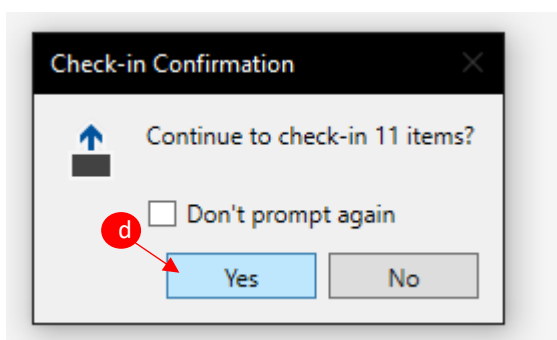 Check-in Confirmation
Continue to check-in 11 items?
Don't prompt again
d
Yes No